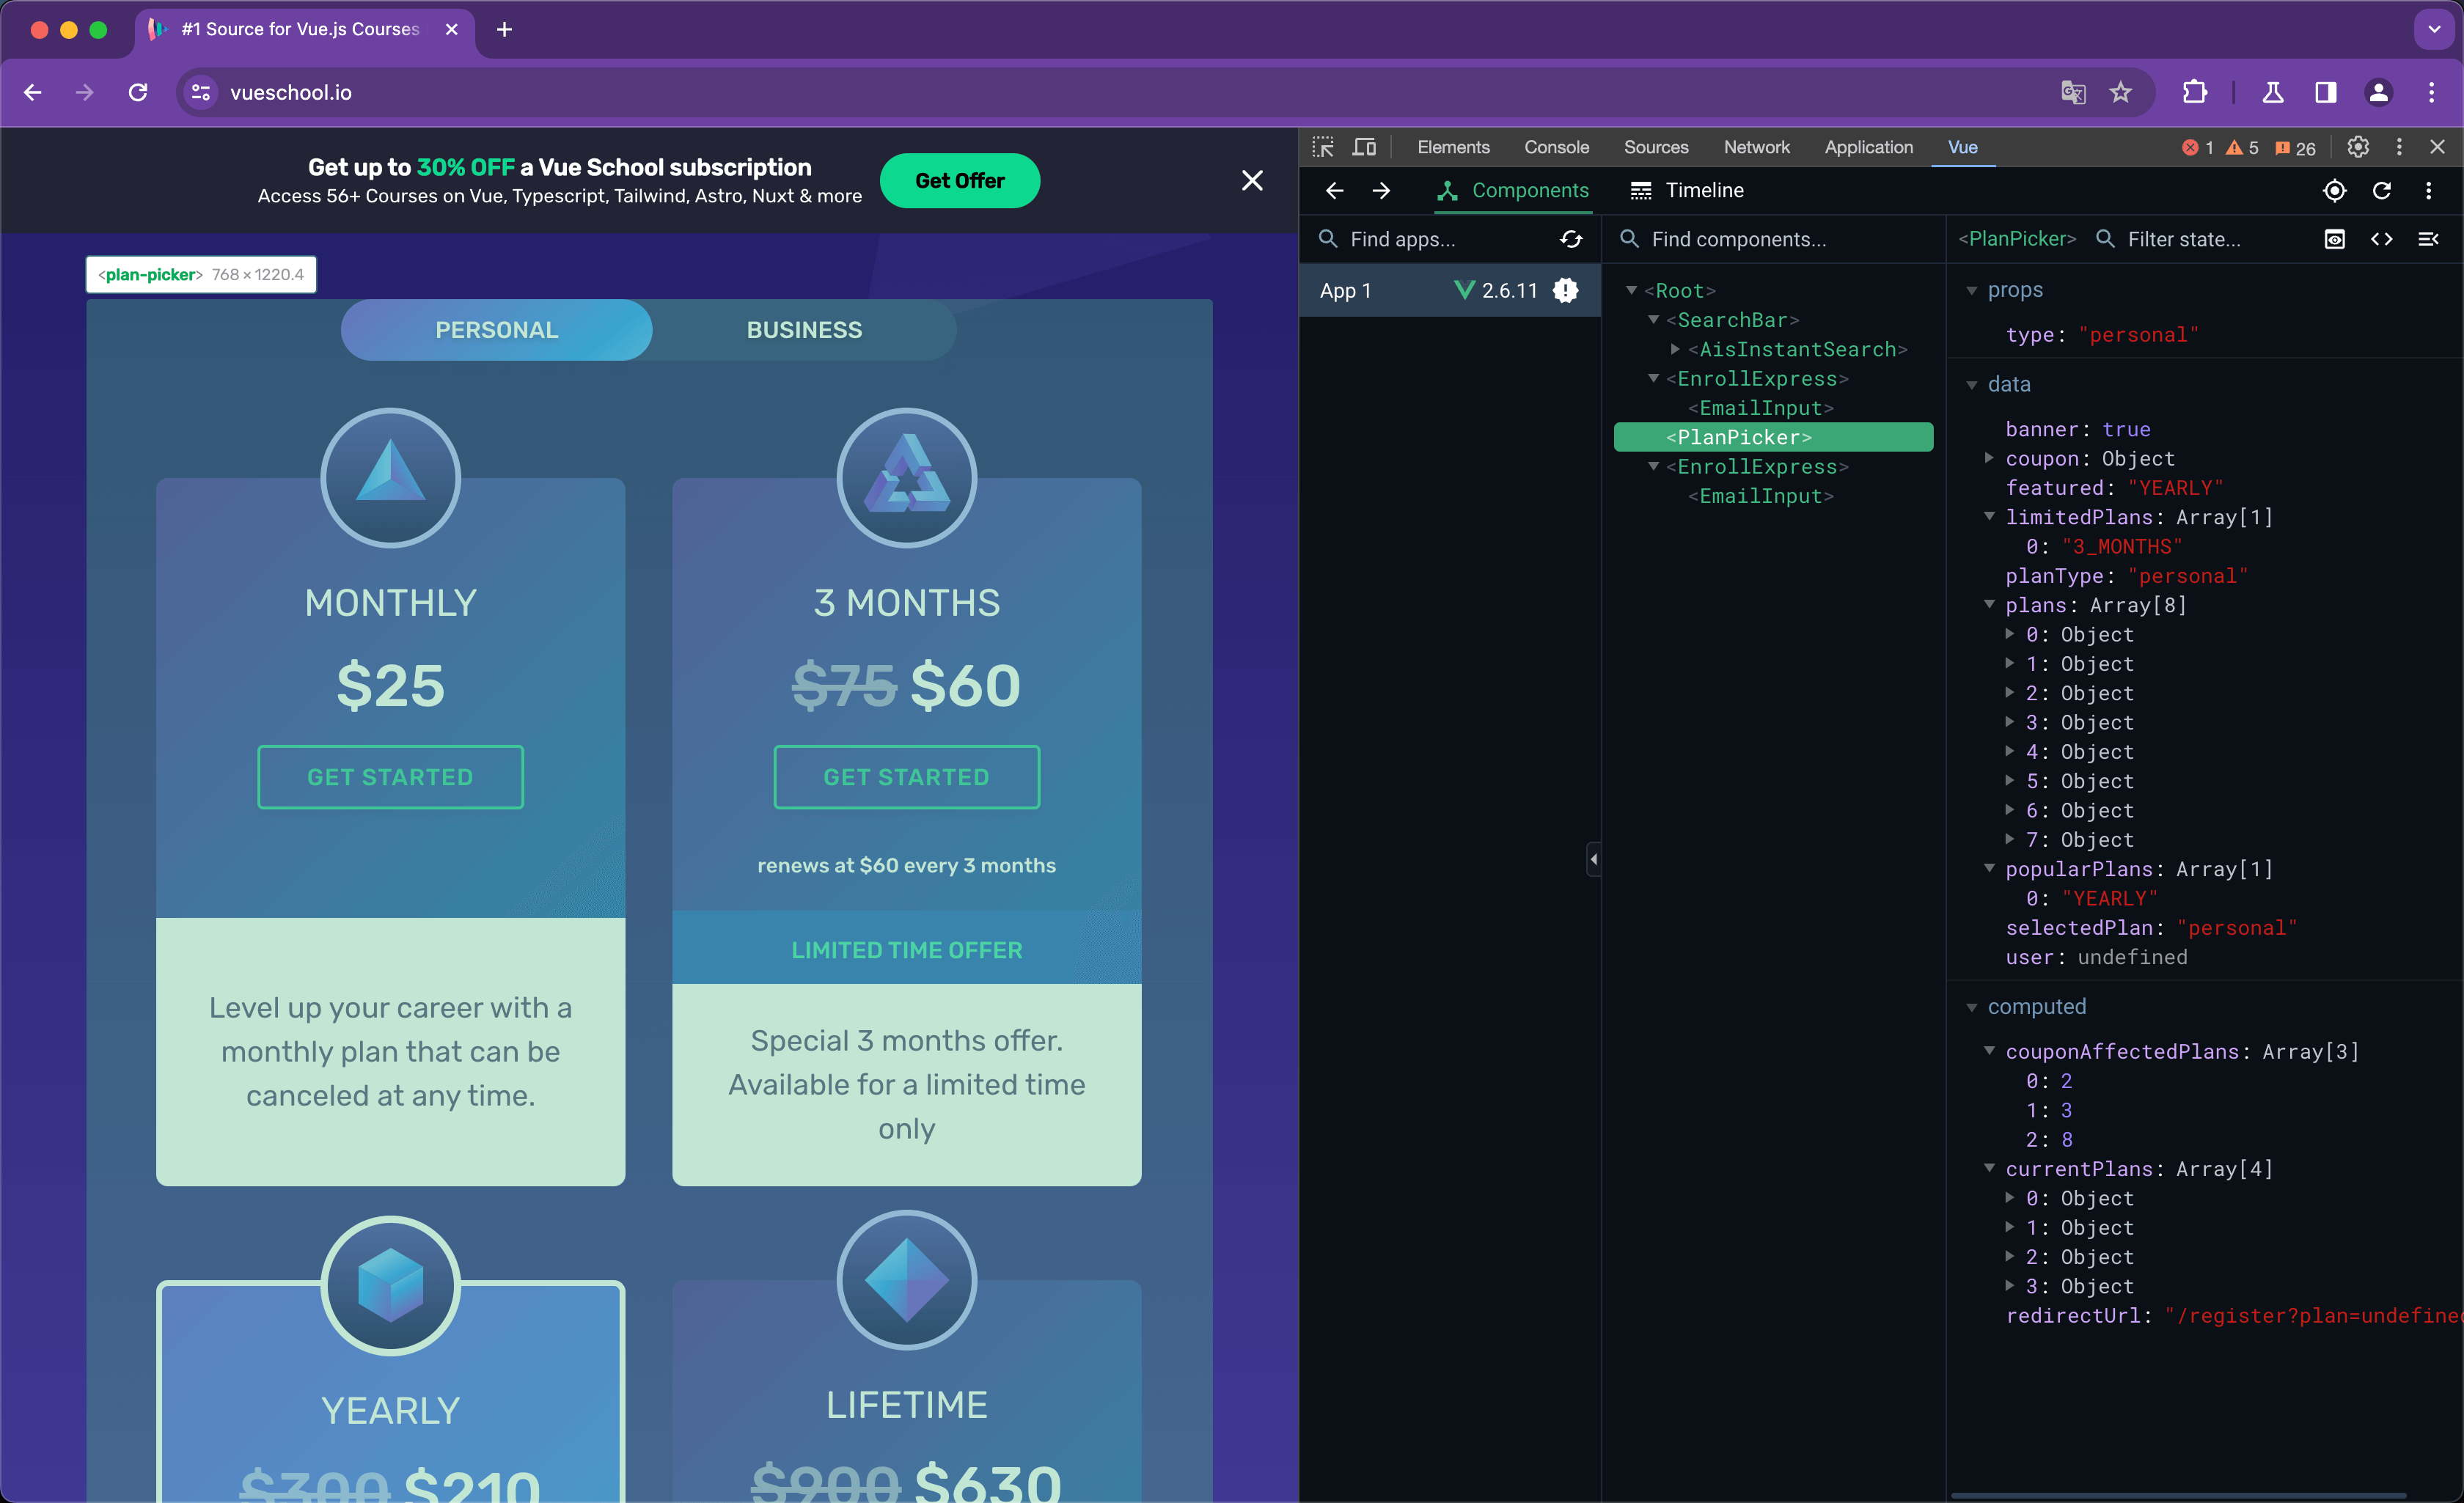 #1 Source for Vue.js Courses
vueschool.io
Get up to 30% OFF a Vue School subscription
Access 56+ Courses on Vue, Typescript, Tailwind, Astro, Nuxt & more
Get Offer
<plan-picker> 768 × 1220.4
PERSONAL
BUSINESS
MONTHLY
$25
GET STARTED
Level up your career with a
monthly plan that can be
canceled at any time.
3 MONTHS
$75 $60
GET STARTED
renews at $60 every 3 months
LIMITED TIME OFFER
Special 3 months offer.
Available for a limited time
only
YEARLY
$300 $210
LIFETIME
$900 $630
Elements Console Sources Network Application Vue 1 5 26
Components Timeline
Find apps...
App 1 2.6.11
Find components...
<Root>
<SearchBar>
<AisInstantSearch>
<EnrollExpress>
<EmailInput>
<PlanPicker>
<EnrollExpress>
<EmailInput>
<PlanPicker> Filter state...
props
type: "personal"
data
banner: true
coupon: Object
featured: "YEARLY"
limitedPlans: Array[1]
0: "3_MONTHS"
planType: "personal"
plans: Array[8]
0: Object
1: Object
2: Object
3: Object
4: Object
5: Object
6: Object
7: Object
popularPlans: Array[1]
0: "YEARLY"
selectedPlan: "personal"
user: undefined
computed
couponAffectedPlans: Array[3]
0: 2
1: 3
2: 8
currentPlans: Array[4]
0: Object
1: Object
2: Object
3: Object
redirectUrl: "/register?plan=undefined